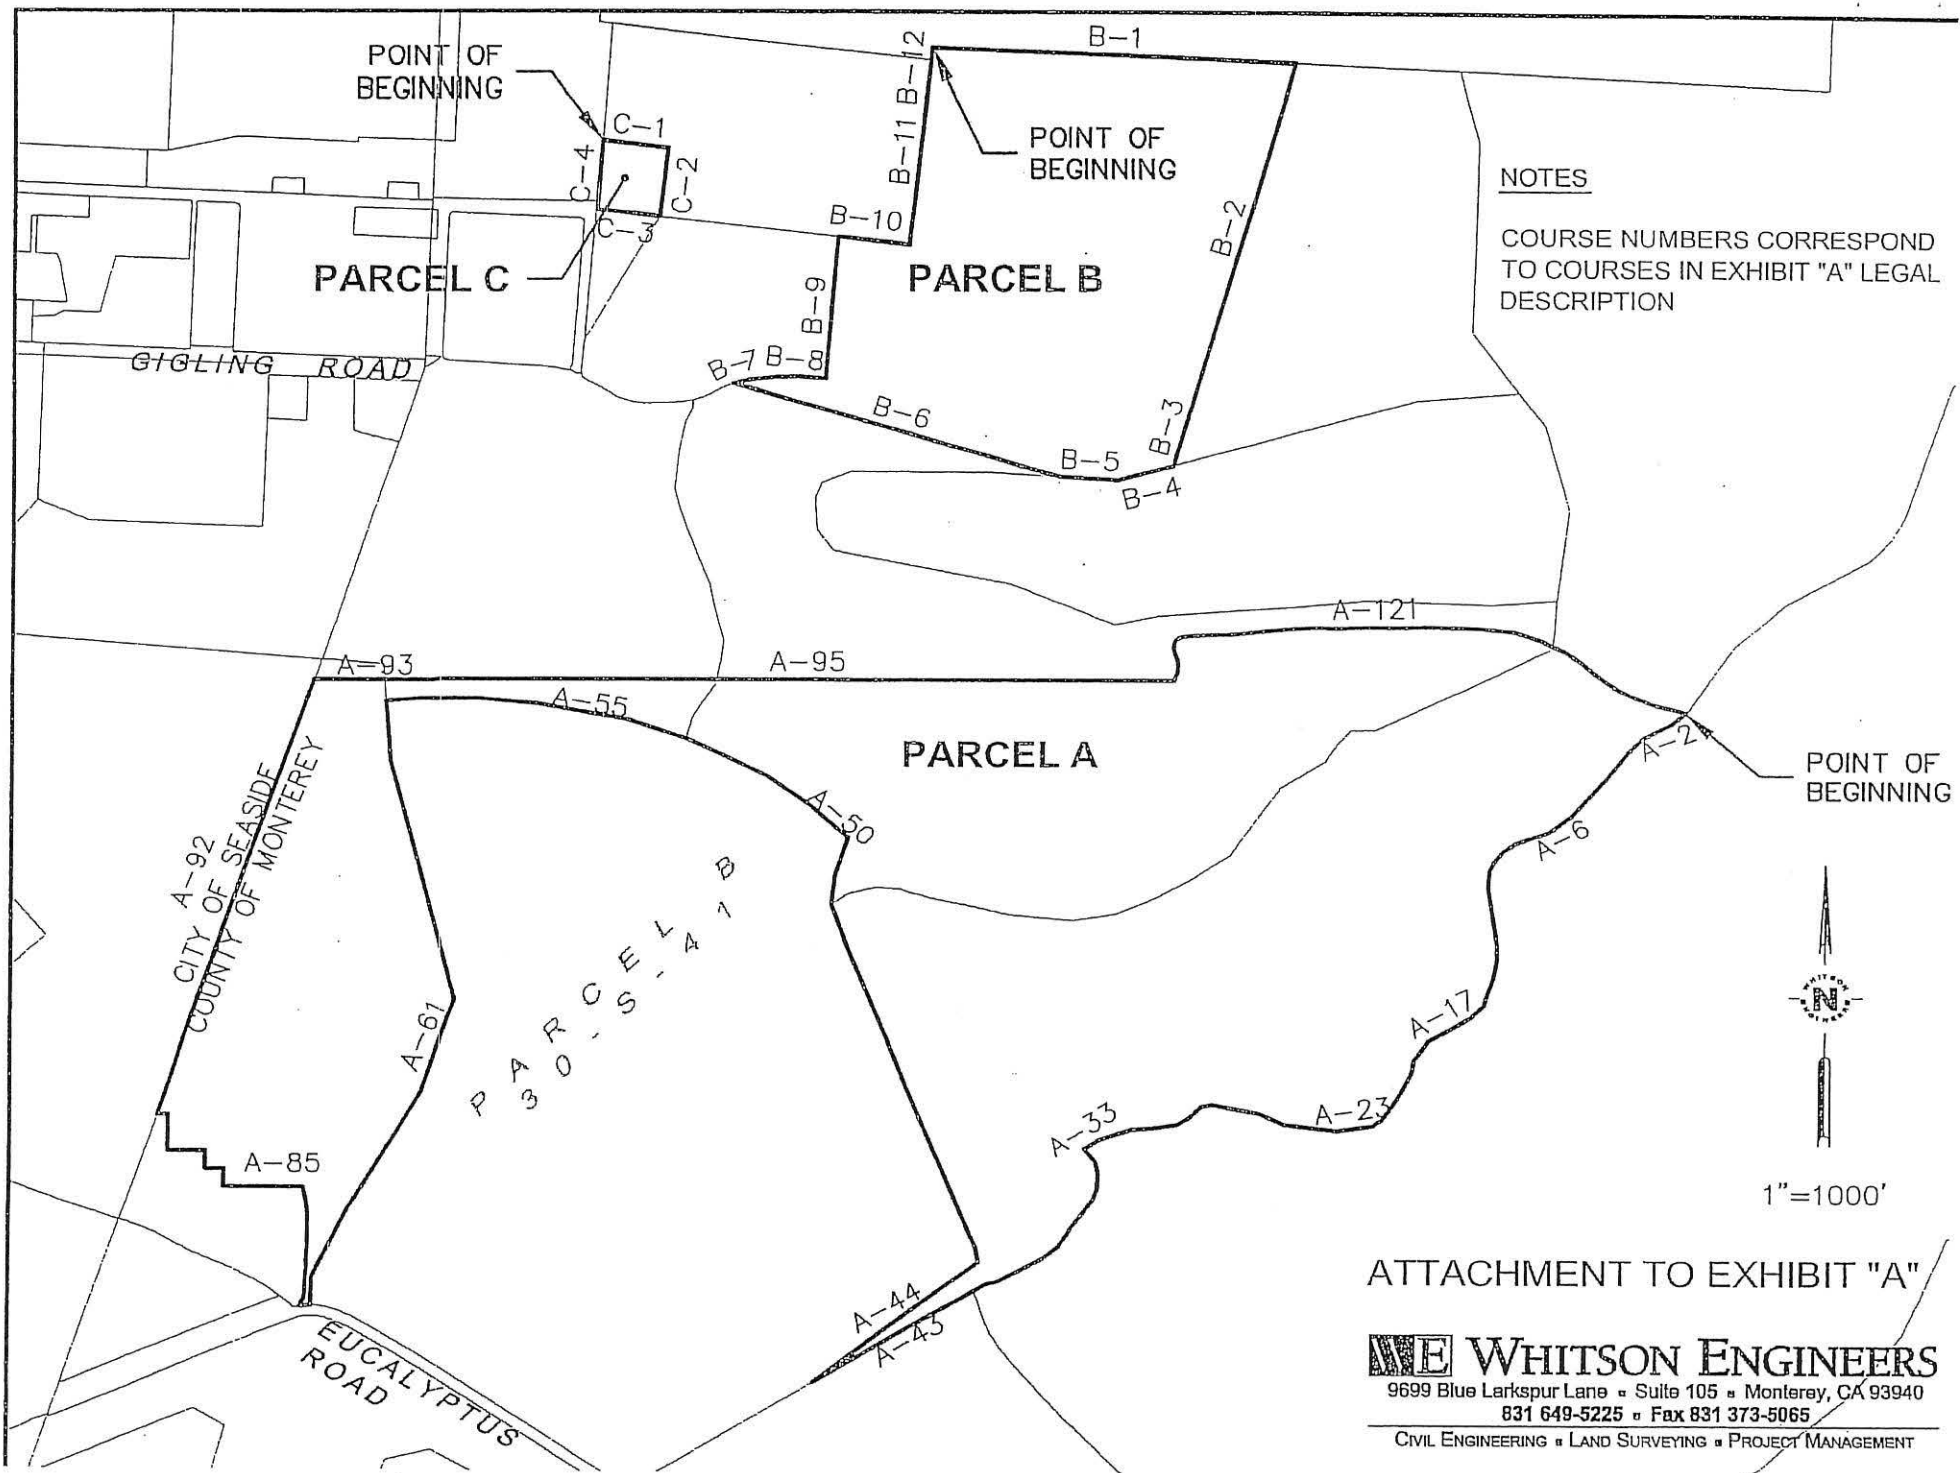 POINT OF
BEGINNING
B-12
B-1
C-1
C-4
C-2
C-3
B-11
POINT OF
BEGINNING
B-10
B-2
NOTES
COURSE NUMBERS CORRESPOND
TO COURSES IN EXHIBIT "A" LEGAL
DESCRIPTION
PARCEL C
PARCEL B
B-9
GIGLING ROAD
B-7
B-8
B-6
B-3
B-5
B-4
A-121
A-93
A-95
A-55
PARCEL A
A-2
POINT OF
BEGINNING
A-50
A-6
A-92
CITY OF SEASIDE
COUNTY OF MONTEREY
PARCEL B
30-S-41
A-61
A-17
N
WHITSON
ENGINEERS
A-33
A-23
A-85
1"=1000'
A-44
A-43
EUCALYPTUS
ROAD
ATTACHMENT TO EXHIBIT "A"
WE WHITSON ENGINEERS
9699 Blue Larkspur Lane ▫ Suite 105 ▫ Monterey, CA 93940
831 649-5225 ▫ Fax 831 373-5065
CIVIL ENGINEERING ▫ LAND SURVEYING ▫ PROJECT MANAGEMENT